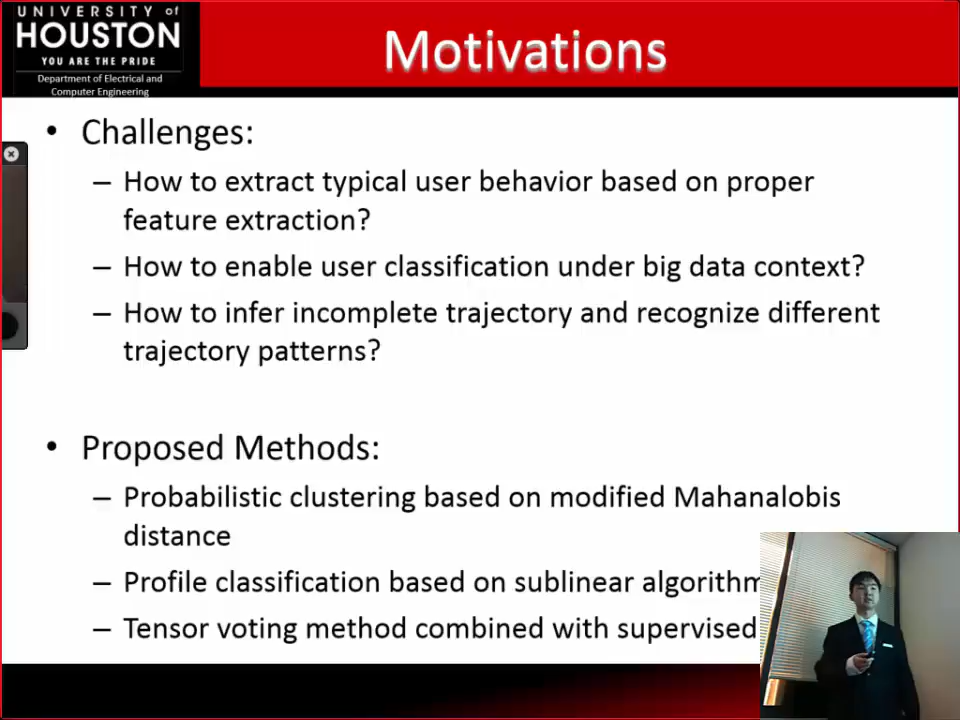 UNIVERSITY of
HOUSTON
YOU ARE THE PRIDE
Department of Electrical and
Computer Engineering
Motivations
• Challenges:
– How to extract typical user behavior based on proper
feature extraction?
– How to enable user classification under big data context?
– How to infer incomplete trajectory and recognize different
trajectory patterns?
• Proposed Methods:
– Probabilistic clustering based on modified Mahanalobis
distance
– Profile classification based on sublinear algorithm
– Tensor voting method combined with supervised